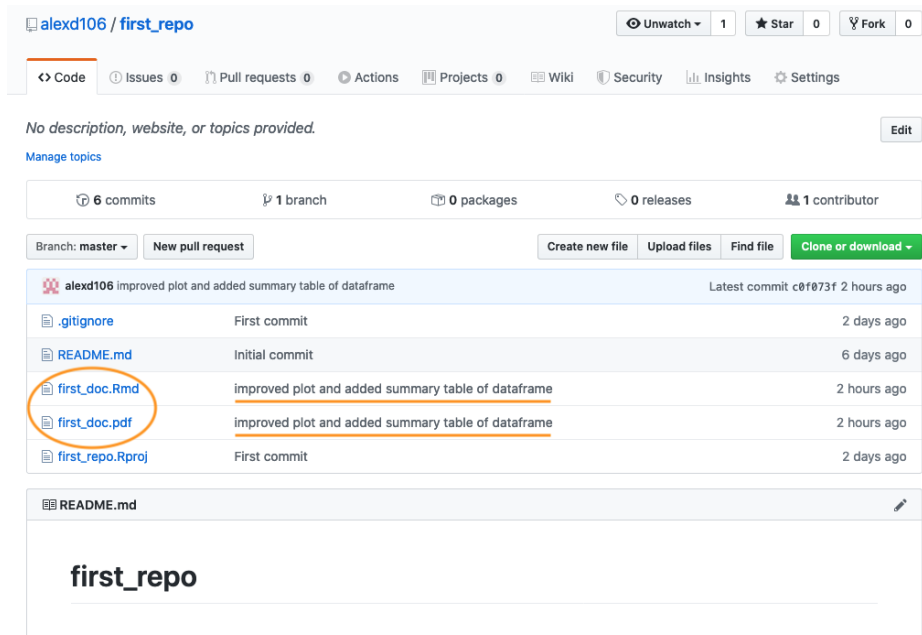 alexd106 / first_repo
Unwatch 1 Star 0 Fork 0
Code Issues 0 Pull requests 0 Actions Projects 0 Wiki Security Insights Settings
No description, website, or topics provided.
Edit
Manage topics
6 commits 1 branch 0 packages 0 releases 1 contributor
Branch: master New pull request Create new file Upload files Find file Clone or download
alexd106 improved plot and added summary table of dataframe Latest commit c0f073f 2 hours ago
.gitignore First commit 2 days ago
README.md Initial commit 6 days ago
first_doc.Rmd improved plot and added summary table of dataframe 2 hours ago
first_doc.pdf improved plot and added summary table of dataframe 2 hours ago
first_repo.Rproj First commit 2 days ago
README.md
first_repo